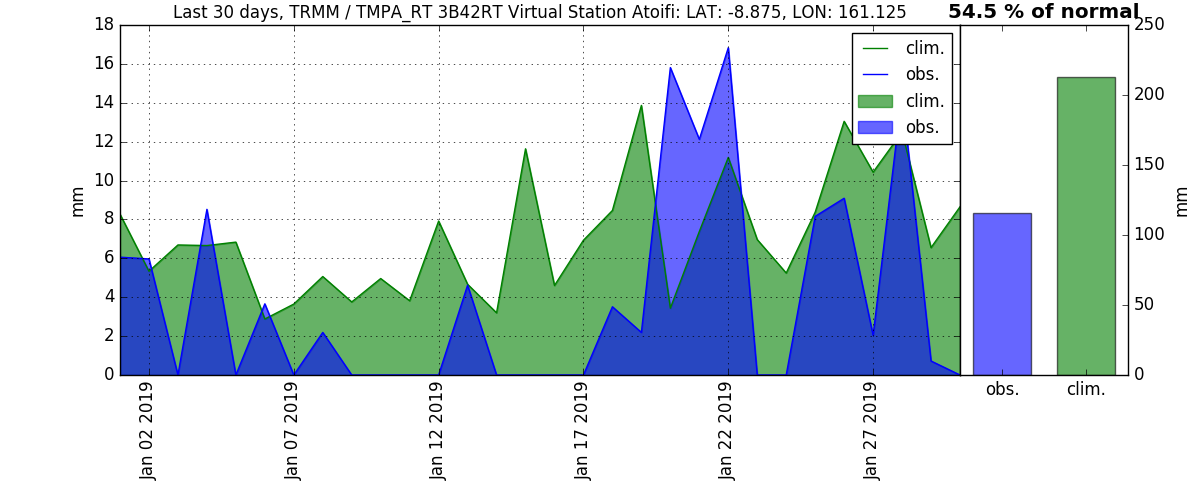 Last 30 days, TRMM / TMPA_RT 3B42RT Virtual Station Atoifi: LAT: -8.875, LON: 161.125
54.5 % of normal
18
16
14
12
10
8
6
4
2
0
mm
clim.
obs.
clim.
obs.
250
200
150
100
50
0
mm
obs.
clim.
Jan 02 2019
Jan 07 2019
Jan 12 2019
Jan 17 2019
Jan 22 2019
Jan 27 2019